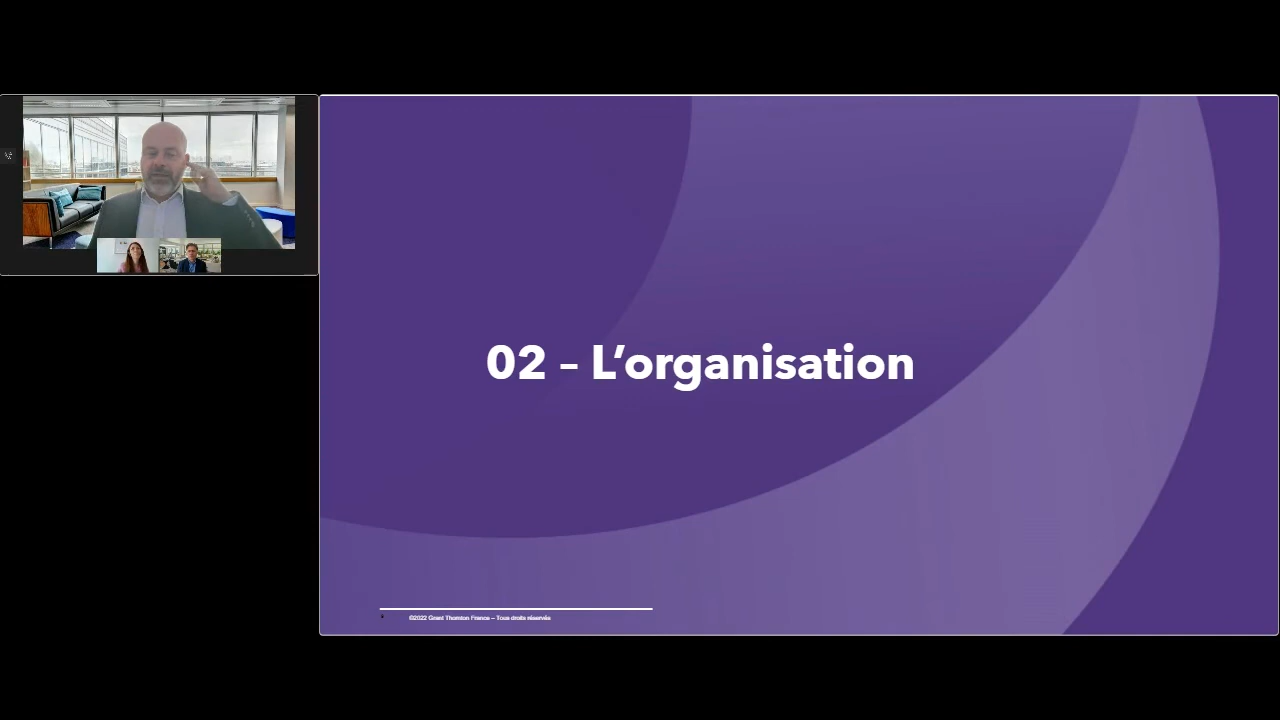 02 – L’organisation
©2022 Grant Thornton France – Tous droits réservés